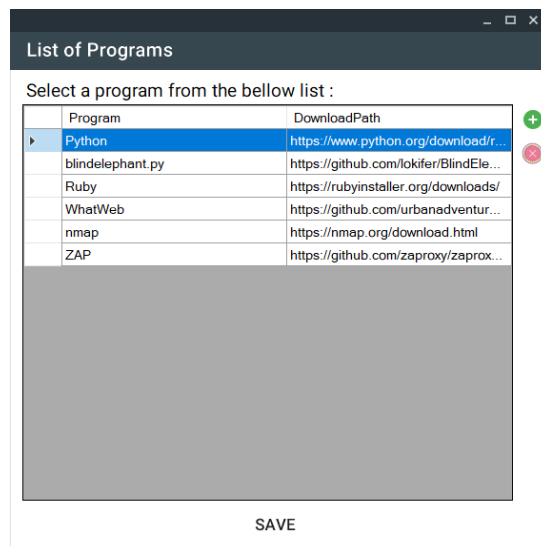 List of Programs
Select a program from the bellow list :
Program DownloadPath
Python https://www.python.org/download/r...
blindelephant.py https://github.com/lokifer/BlindEle...
Ruby https://rubyinstaller.org/downloads/
WhatWeb https://github.com/urbanadventur...
nmap https://nmap.org/download.html
ZAP https://github.com/zaproxy/zaprox...
SAVE